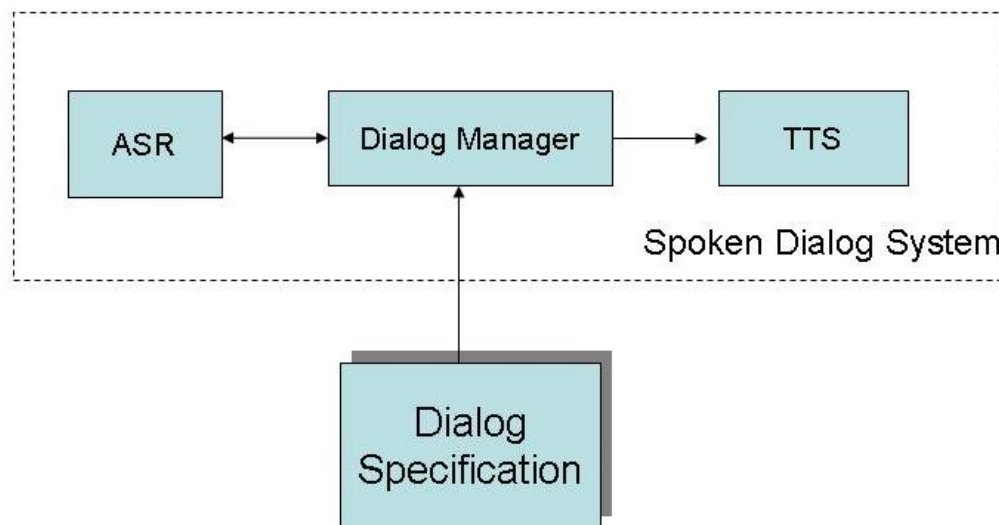 ASR
Dialog Manager
TTS
Spoken Dialog System
Dialog
Specification